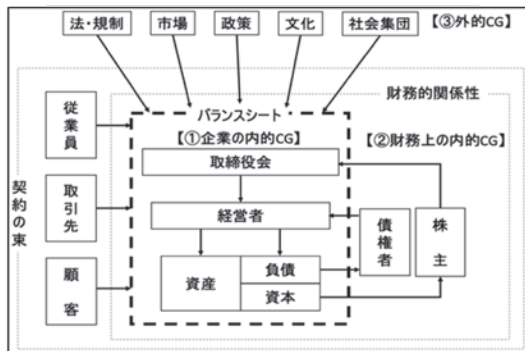 法・規制
市場
政策
文化
社会集団
【③外的CG】
財務的関係性
バランスシート
【①企業の内的CG】
【②財務上の内的CG】
従業員
取引先
顧客
契約の束
取締役会
経営者
資産
負債
資本
債権者
株主